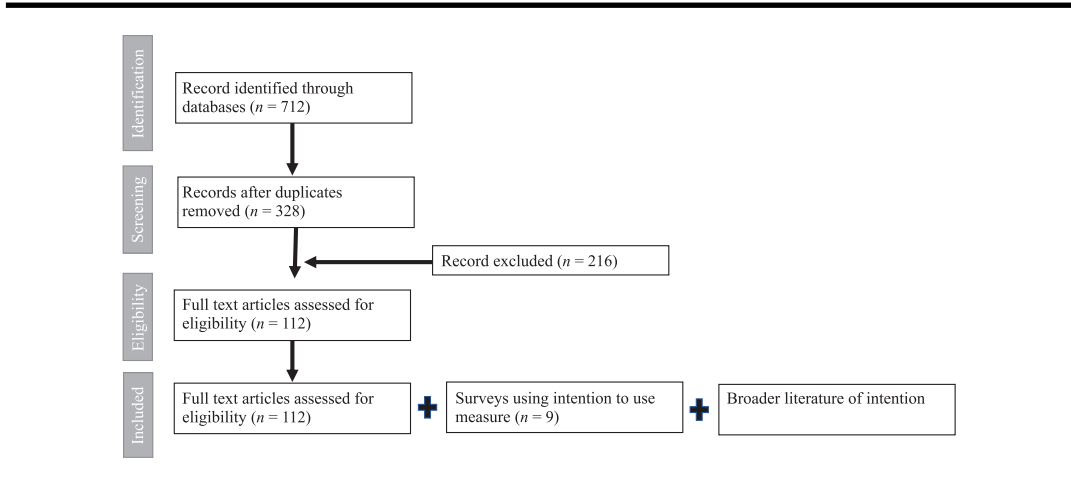 Identification
Record identified through
databases (n = 712)
Screening
Records after duplicates
removed (n = 328)
Record excluded (n = 216)
Eligibility
Full text articles assessed for
eligibility (n = 112)
Included
Full text articles assessed for
eligibility (n = 112)
Surveys using intention to use
measure (n = 9)
Broader literature of intention